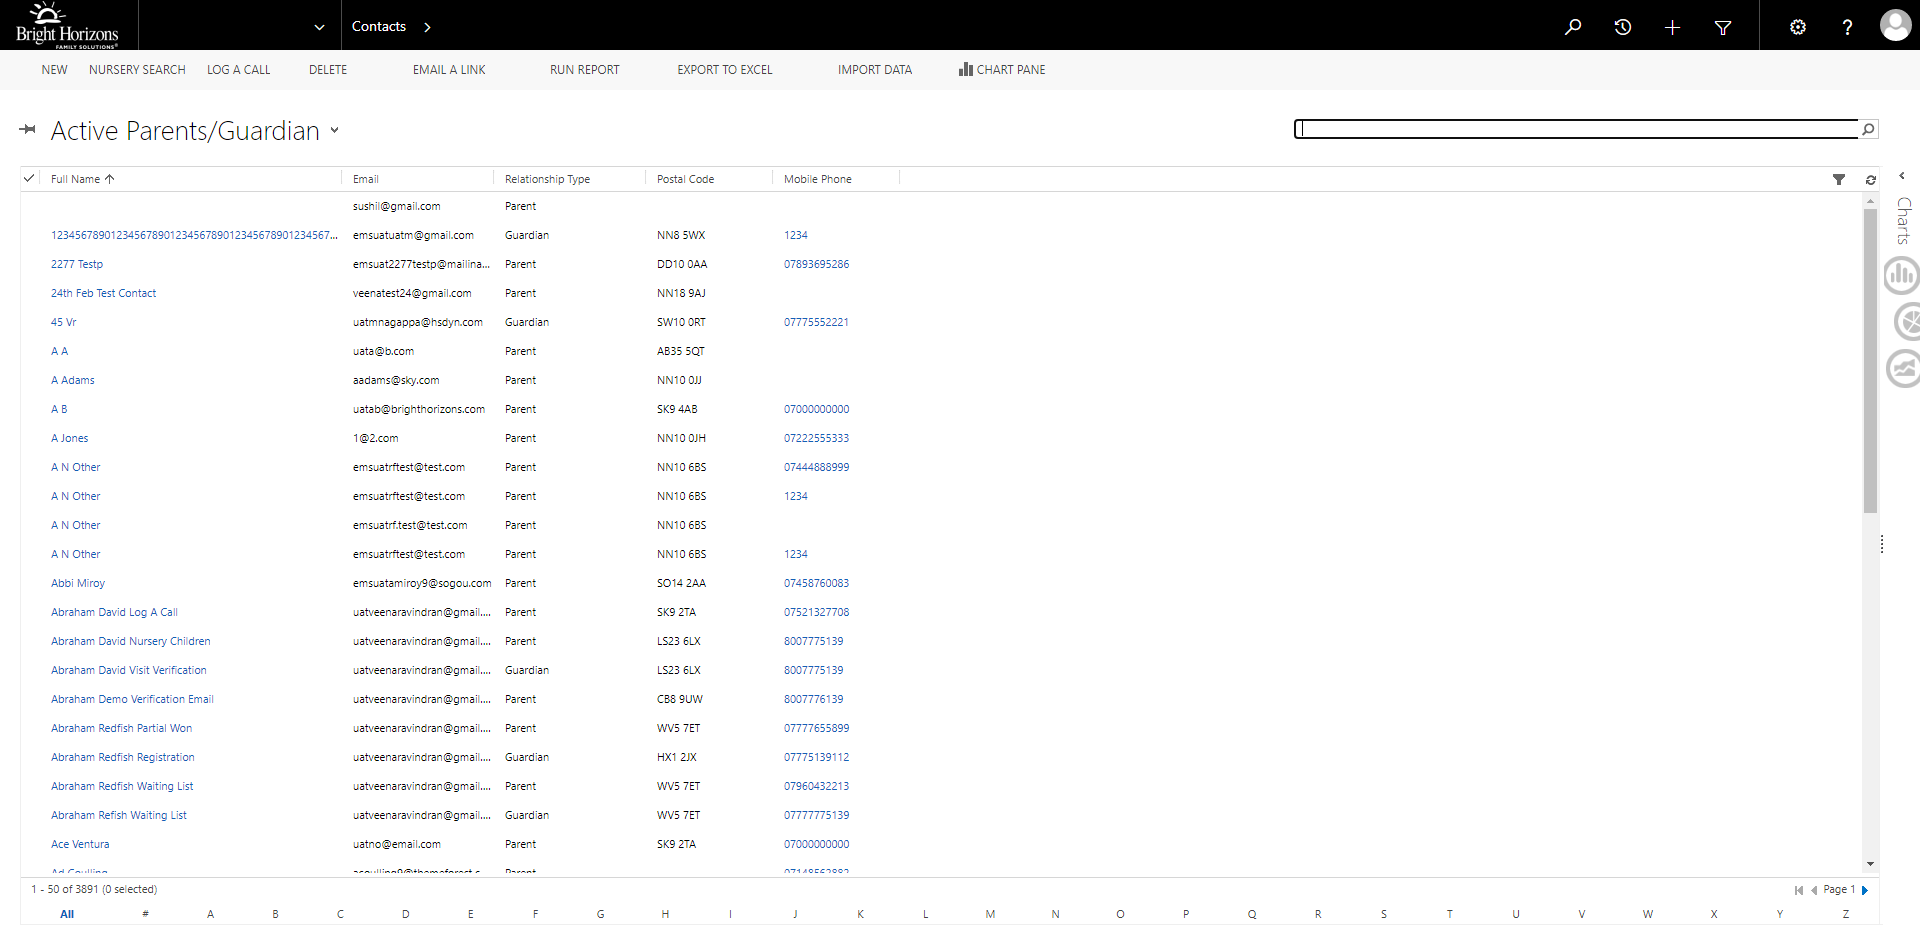 Bright Horizons
FAMILY SOLUTIONS
Contacts
NEW NURSERY SEARCH LOG A CALL DELETE EMAIL A LINK RUN REPORT EXPORT TO EXCEL IMPORT DATA CHART PANE
Active Parents/Guardian
Full Name Email Relationship Type Postal Code Mobile Phone
Charts
sushil@gmail.com Parent
1234567890123456789012345678901234567890123456... emsuatuatm@gmail.com Guardian NN8 5WX 1234
2277 Testp emsuat2277testp@mailina... Parent DD10 0AA 07893695286
24th Feb Test Contact veenatest24@gmail.com Parent NN18 9AJ
45 Vr uatmnagappa@hsdyn.com Guardian SW10 0RT 07775552221
A A uata@b.com Parent AB35 5QT
A Adams aadams@sky.com Parent NN10 0JJ
A B uatab@brighthorizons.com Parent SK9 4AB 07000000000
A Jones 1@2.com Parent NN10 0JH 07222555333
A N Other emsuatrftest@test.com Parent NN10 6BS 07444888999
A N Other emsuatrftest@test.com Parent NN10 6BS 1234
A N Other emsuatrf.test@test.com Parent NN10 6BS
A N Other emsuatrftest@test.com Parent NN10 6BS 1234
Abbi Miroy emsuatamiroy9@sogou.com Parent SO14 2AA 07458760083
Abraham David Log A Call uatveenaravindran@gmail.... Parent SK9 2TA 07521327708
Abraham David Nursery Children uatveenaravindran@gmail.... Parent LS23 6LX 8007775139
Abraham David Visit Verification uatveenaravindran@gmail.... Guardian LS23 6LX 8007775139
Abraham Demo Verification Email uatveenaravindran@gmail.... Parent CB8 9UW 8007776139
Abraham Redfish Partial Won uatveenaravindran@gmail.... Parent WV5 7ET 07777655899
Abraham Redfish Registration uatveenaravindran@gmail.... Guardian HX1 2JX 07775139112
Abraham Redfish Waiting List uatveenaravindran@gmail.... Parent WV5 7ET 07960432213
Abraham Refish Waiting List uatveenaravindran@gmail.... Guardian WV5 7ET 07777775139
Ace Ventura uatno@email.com Parent SK9 2TA 07000000000
Ad Goulling agoulling9@themeforest.c... Parent 07148562882
1 - 50 of 3891 (0 selected) Page 1
All # A B C D E F G H I J K L M N O P Q R S T U V W X Y Z